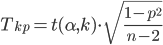 T_{kp} = t(α,k)·√((1−p²)/(n−2))